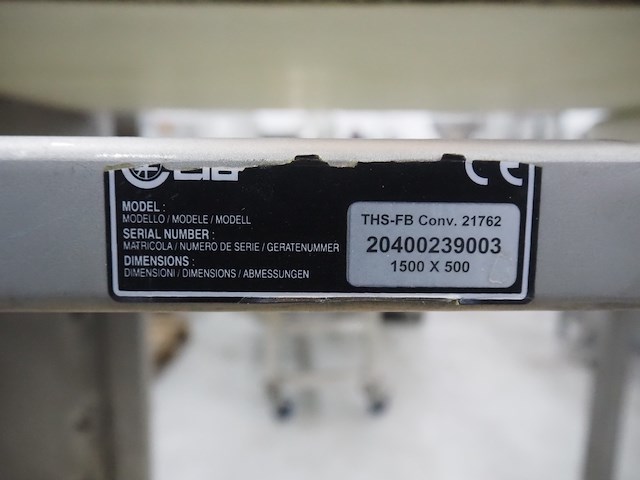 CE
MODEL :
MODELLO / MODELE / MODELL
THS-FB Conv. 21762
SERIAL NUMBER :
MATRICOLA / NUMERO DE SERIE / GERATENUMMER
20400239003
DIMENSIONS :
DIMENSIONI / DIMENSIONS / ABMESSUNGEN
1500 X 500